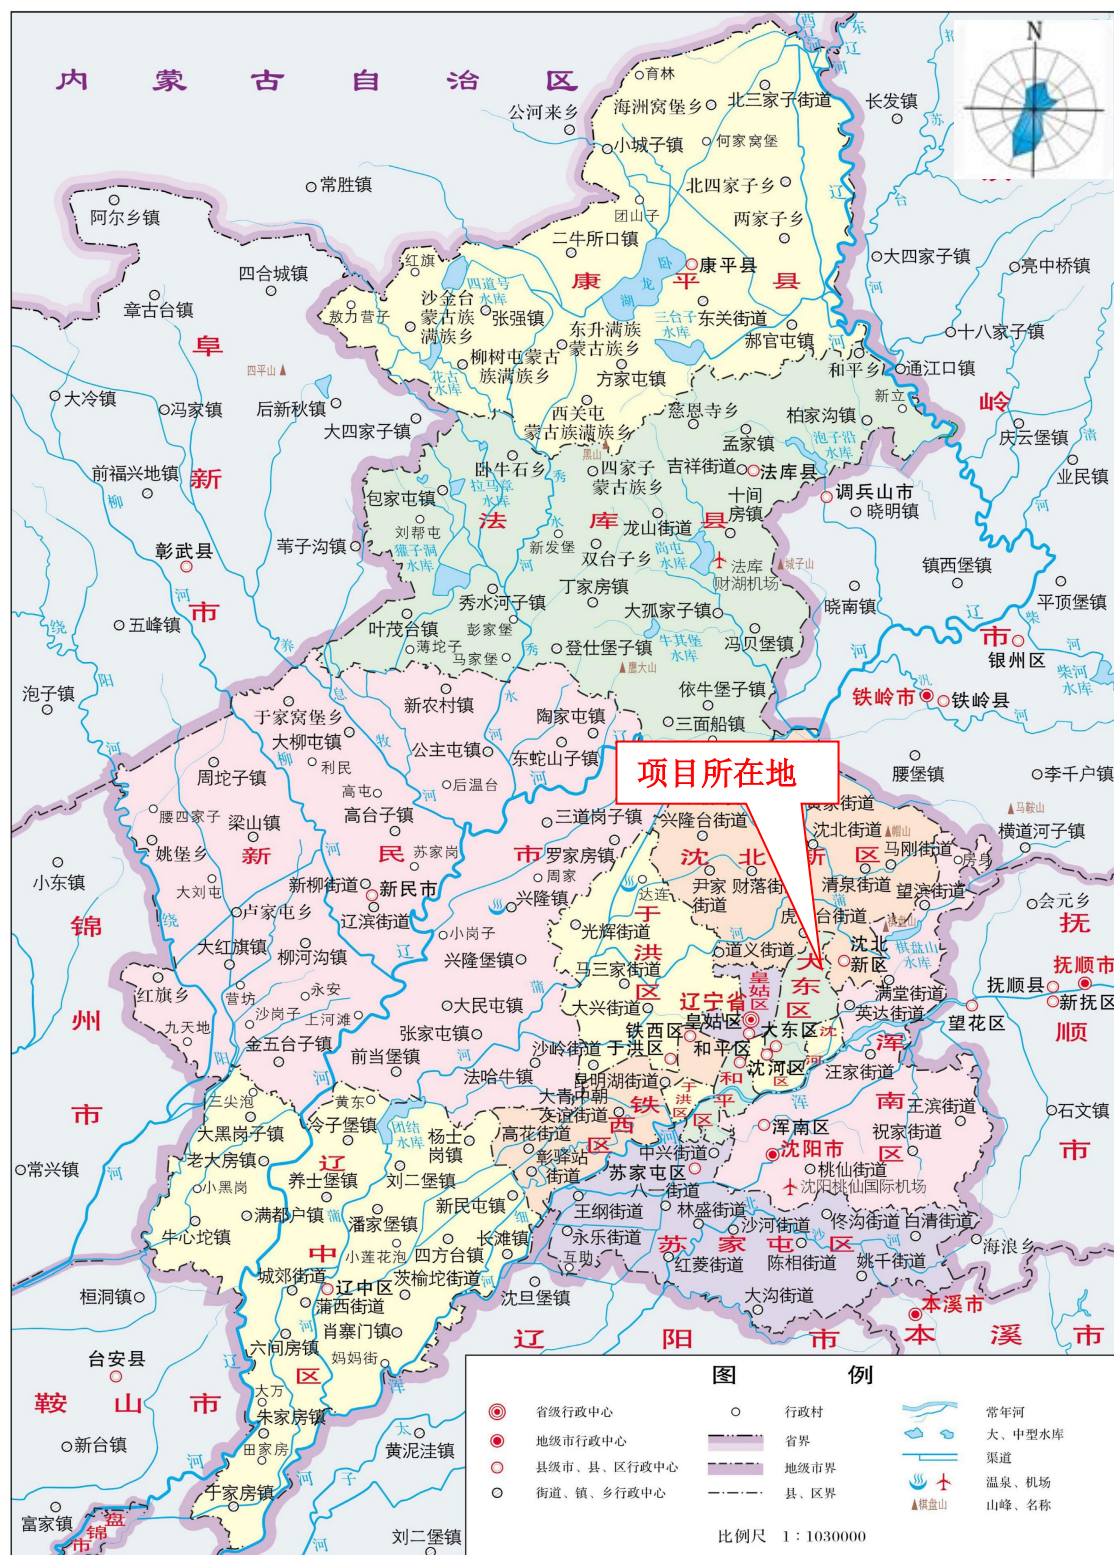 内蒙古自治区
N
西辽河
东辽河
育林
海洲窝堡乡
北三家子街道
公河来乡
长发镇
小城子镇
何家窝堡
常胜镇
北四家子乡
阿尔乡镇
团山子
两家子乡
二牛所口镇
红旗
卧龙湖
康平县
康平县
大四家子镇
亮中桥镇
四合城镇
四道号水库
章古台镇
敖力营子
沙金台蒙古族满族乡
张强镇
东升满族蒙古族乡
三台子水库
东关街道
郝官屯镇
十八家子镇
阜新市
和平乡
通江口镇
四平山
柳树屯蒙古族满族乡
花古水库
方家屯镇
新立
岭
大冷镇
冯家镇
后新秋镇
大四家子镇
西关屯蒙古族满族乡
慈恩寺乡
柏家沟镇
庆云堡镇
黑山
孟家镇
泡子沿水库
前福兴地镇
卧牛石乡
四家子蒙古族乡
吉祥街道
法库县
业民镇
包家屯镇
拉马章水库
十间房镇
调兵山市
晓明镇
法库县
刘帮屯
龙山街道
苇子沟镇
新发堡
尚屯水库
彰武县
獾子洞水库
双台子乡
法库财湖机场
城子山
镇西堡镇
秀水河子镇
丁家房镇
大孤家子镇
晓南镇
平顶堡镇
五峰镇
叶茂台镇
彭家堡
市
银州区
薄坨子
马家堡
登仕堡子镇
牛其堡水库
冯贝堡镇
鹰大山
柴河水库
泡子镇
依牛堡子镇
铁岭市
铁岭县
于家窝堡乡
新农村镇
陶家屯镇
三面船镇
大柳屯镇
公主屯镇
东蛇山子镇
项目所在地
腰堡镇
李千户镇
周坨子镇
利民
高屯
后温台
腰四家子
梁山镇
高台子镇
三道岗子镇
兴隆台街道
黄家街道
沈北街道
帽山
马鞍山
横道河子镇
姚堡乡
新民市
苏家岗
罗家房镇
沈北新区
马刚街道
房身
小东镇
大刘屯
新柳街道
新民市
周家
达连
尹家街道
财落街道
清泉街道
望滨街道
会元乡
锦州市
卢家屯乡
辽滨街道
兴隆镇
于洪区
虎石台街道
棋盘山
抚顺市
大红旗镇
柳河沟镇
小岗子
光辉街道
道义街道
沈北新区
棋盘山水库
兴隆堡镇
马三家街道
大东区
皇姑区
抚顺市
红旗乡
营坊
永安
大民屯镇
大兴街道
辽宁省
满堂街道
抚顺县
新抚区
望花区
沙岗子
上河滩
九天地
张家屯镇
铁西区
皇姑区
大东区
英达街道
金五台子镇
前当堡镇
沙岭街道
于洪区
和平区
沈河区
沈河区
浑南区
汪家街道
法哈牛镇
昆明湖街道
三尖泡
黄东
大青中朝友谊街道
铁西区
于洪区
和平区
石文镇
大黑岗子镇
冷子堡镇
团结水库
高花街道
王滨街道
常兴镇
老大房镇
杨士岗镇
浑南区
祝家街道
小黑岗
养士堡镇
刘二堡镇
彰驿站街道
中兴街道
沈阳市
苏家屯区
桃仙街道
沈阳桃仙国际机场
牛心坨镇
满都户镇
潘家堡镇
新民屯镇
八一街道
王纲街道
林盛街道
沙河街道
佟沟街道
白清街道
海浪乡
辽中区
小莲花泡
四方台镇
长滩镇
永乐街道
苏家屯区
互助
红菱街道
陈相街道
姚千街道
桓洞镇
城郊街道
辽中区
茨榆坨街道
沈旦堡镇
大沟街道
蒲西街道
六间房镇
肖寨门镇
辽阳市
本溪市
本溪市
妈妈街
台安县
鞍山市
大万
朱家房镇
新台镇
田家房
黄泥洼镇
于家房镇
富家镇
盘锦市
刘二堡镇
图 例
省级行政中心
地级市行政中心
县级市、县、区行政中心
街道、镇、乡行政中心
行政村
省界
地级市界
县、区界
常年河
大、中型水库
渠道
温泉、机场
棋盘山 山峰、名称
比例尺 1:1030000